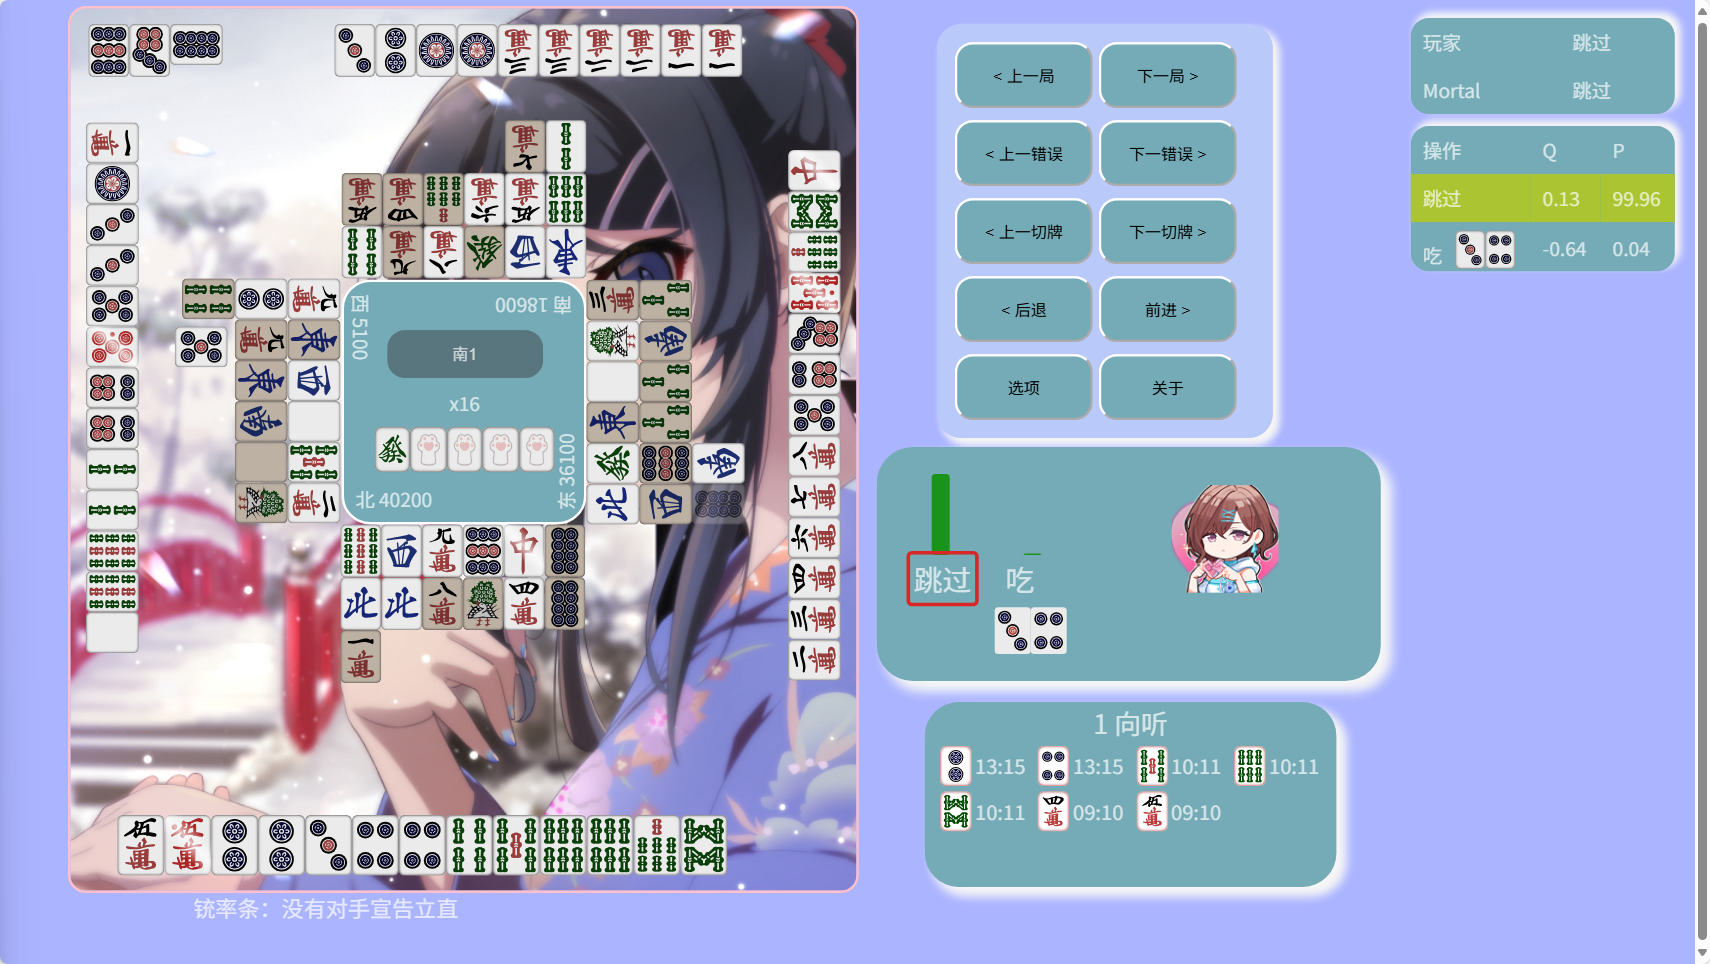 < 上一局
下一局 >
< 上一错误
下一错误 >
< 上一切牌
下一切牌 >
< 后退
前进 >
选项
关于
玩家 跳过
Mortal 跳过
操作 Q P
跳过 0.13 99.96
吃 -0.64 0.04
南 18600
西 5100
南1
x16
东 36100
北 40200
跳过 吃
1 向听
13:15 13:15 10:11 10:11
10:11 09:10 09:10
铳率条：没有对手宣告立直